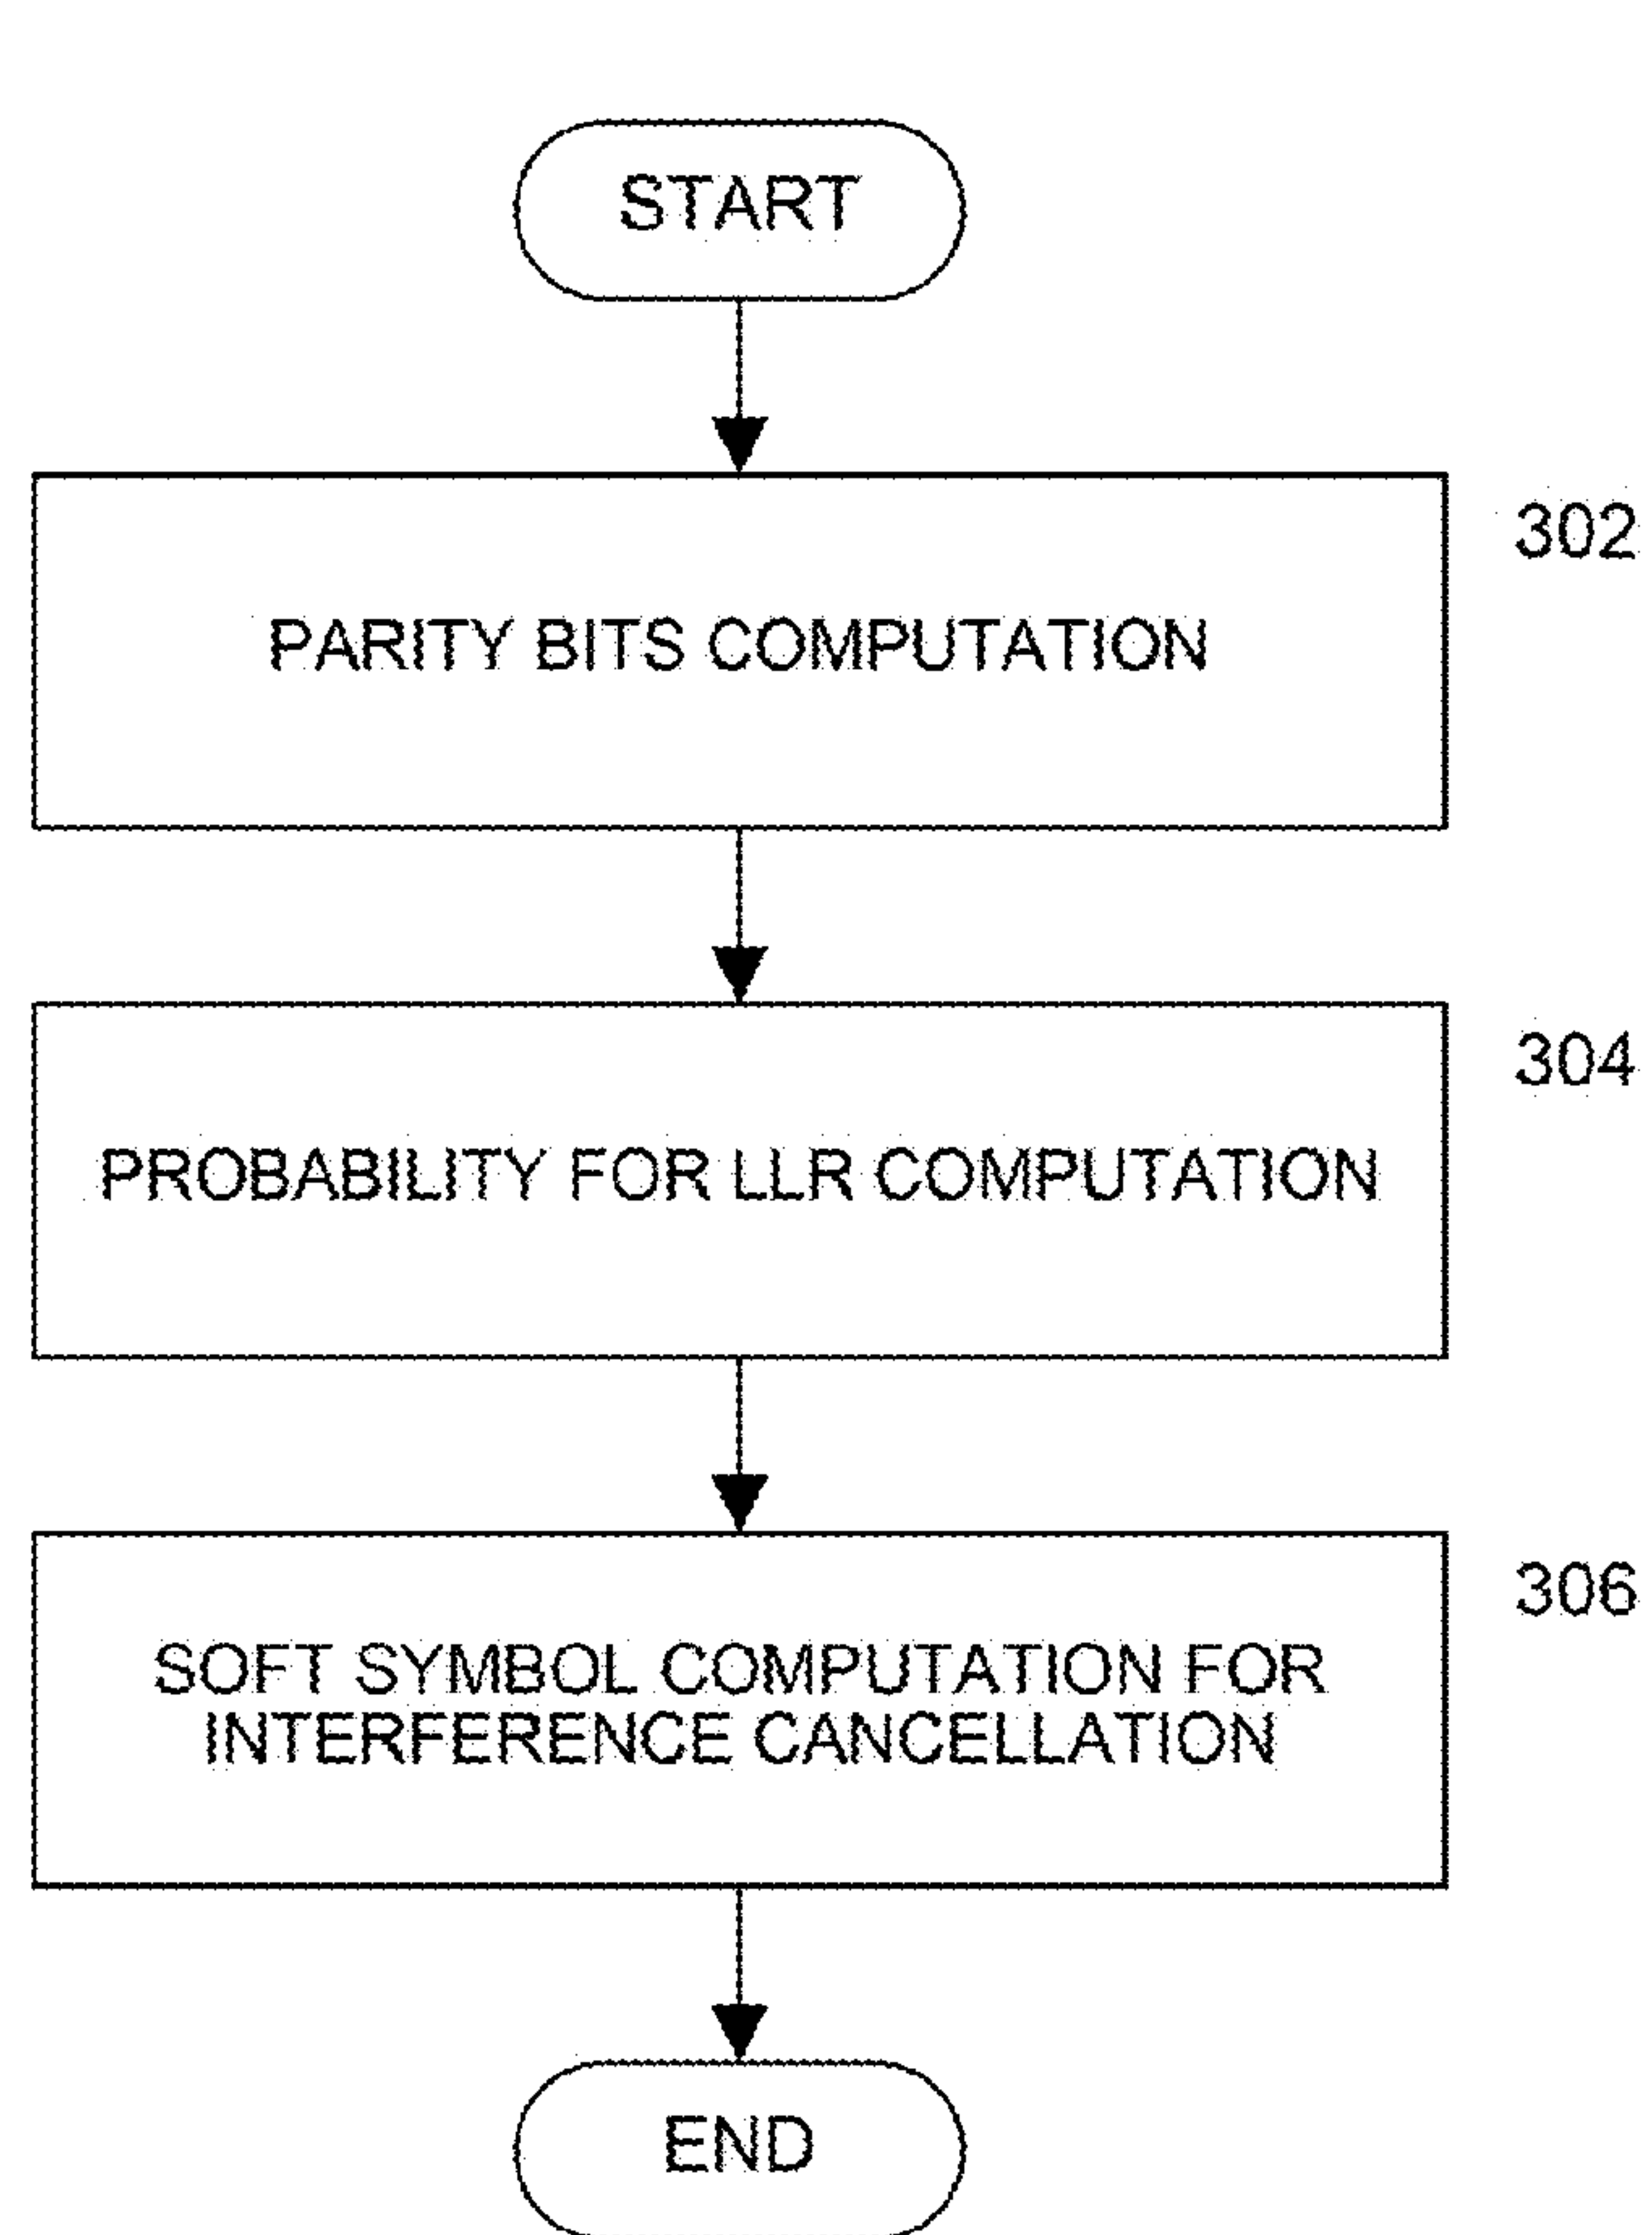 START
302
PARITY BITS COMPUTATION
304
PROBABILITY FOR LLR COMPUTATION
306
SOFT SYMBOL COMPUTATION FOR
INTERFERENCE CANCELLATION
END